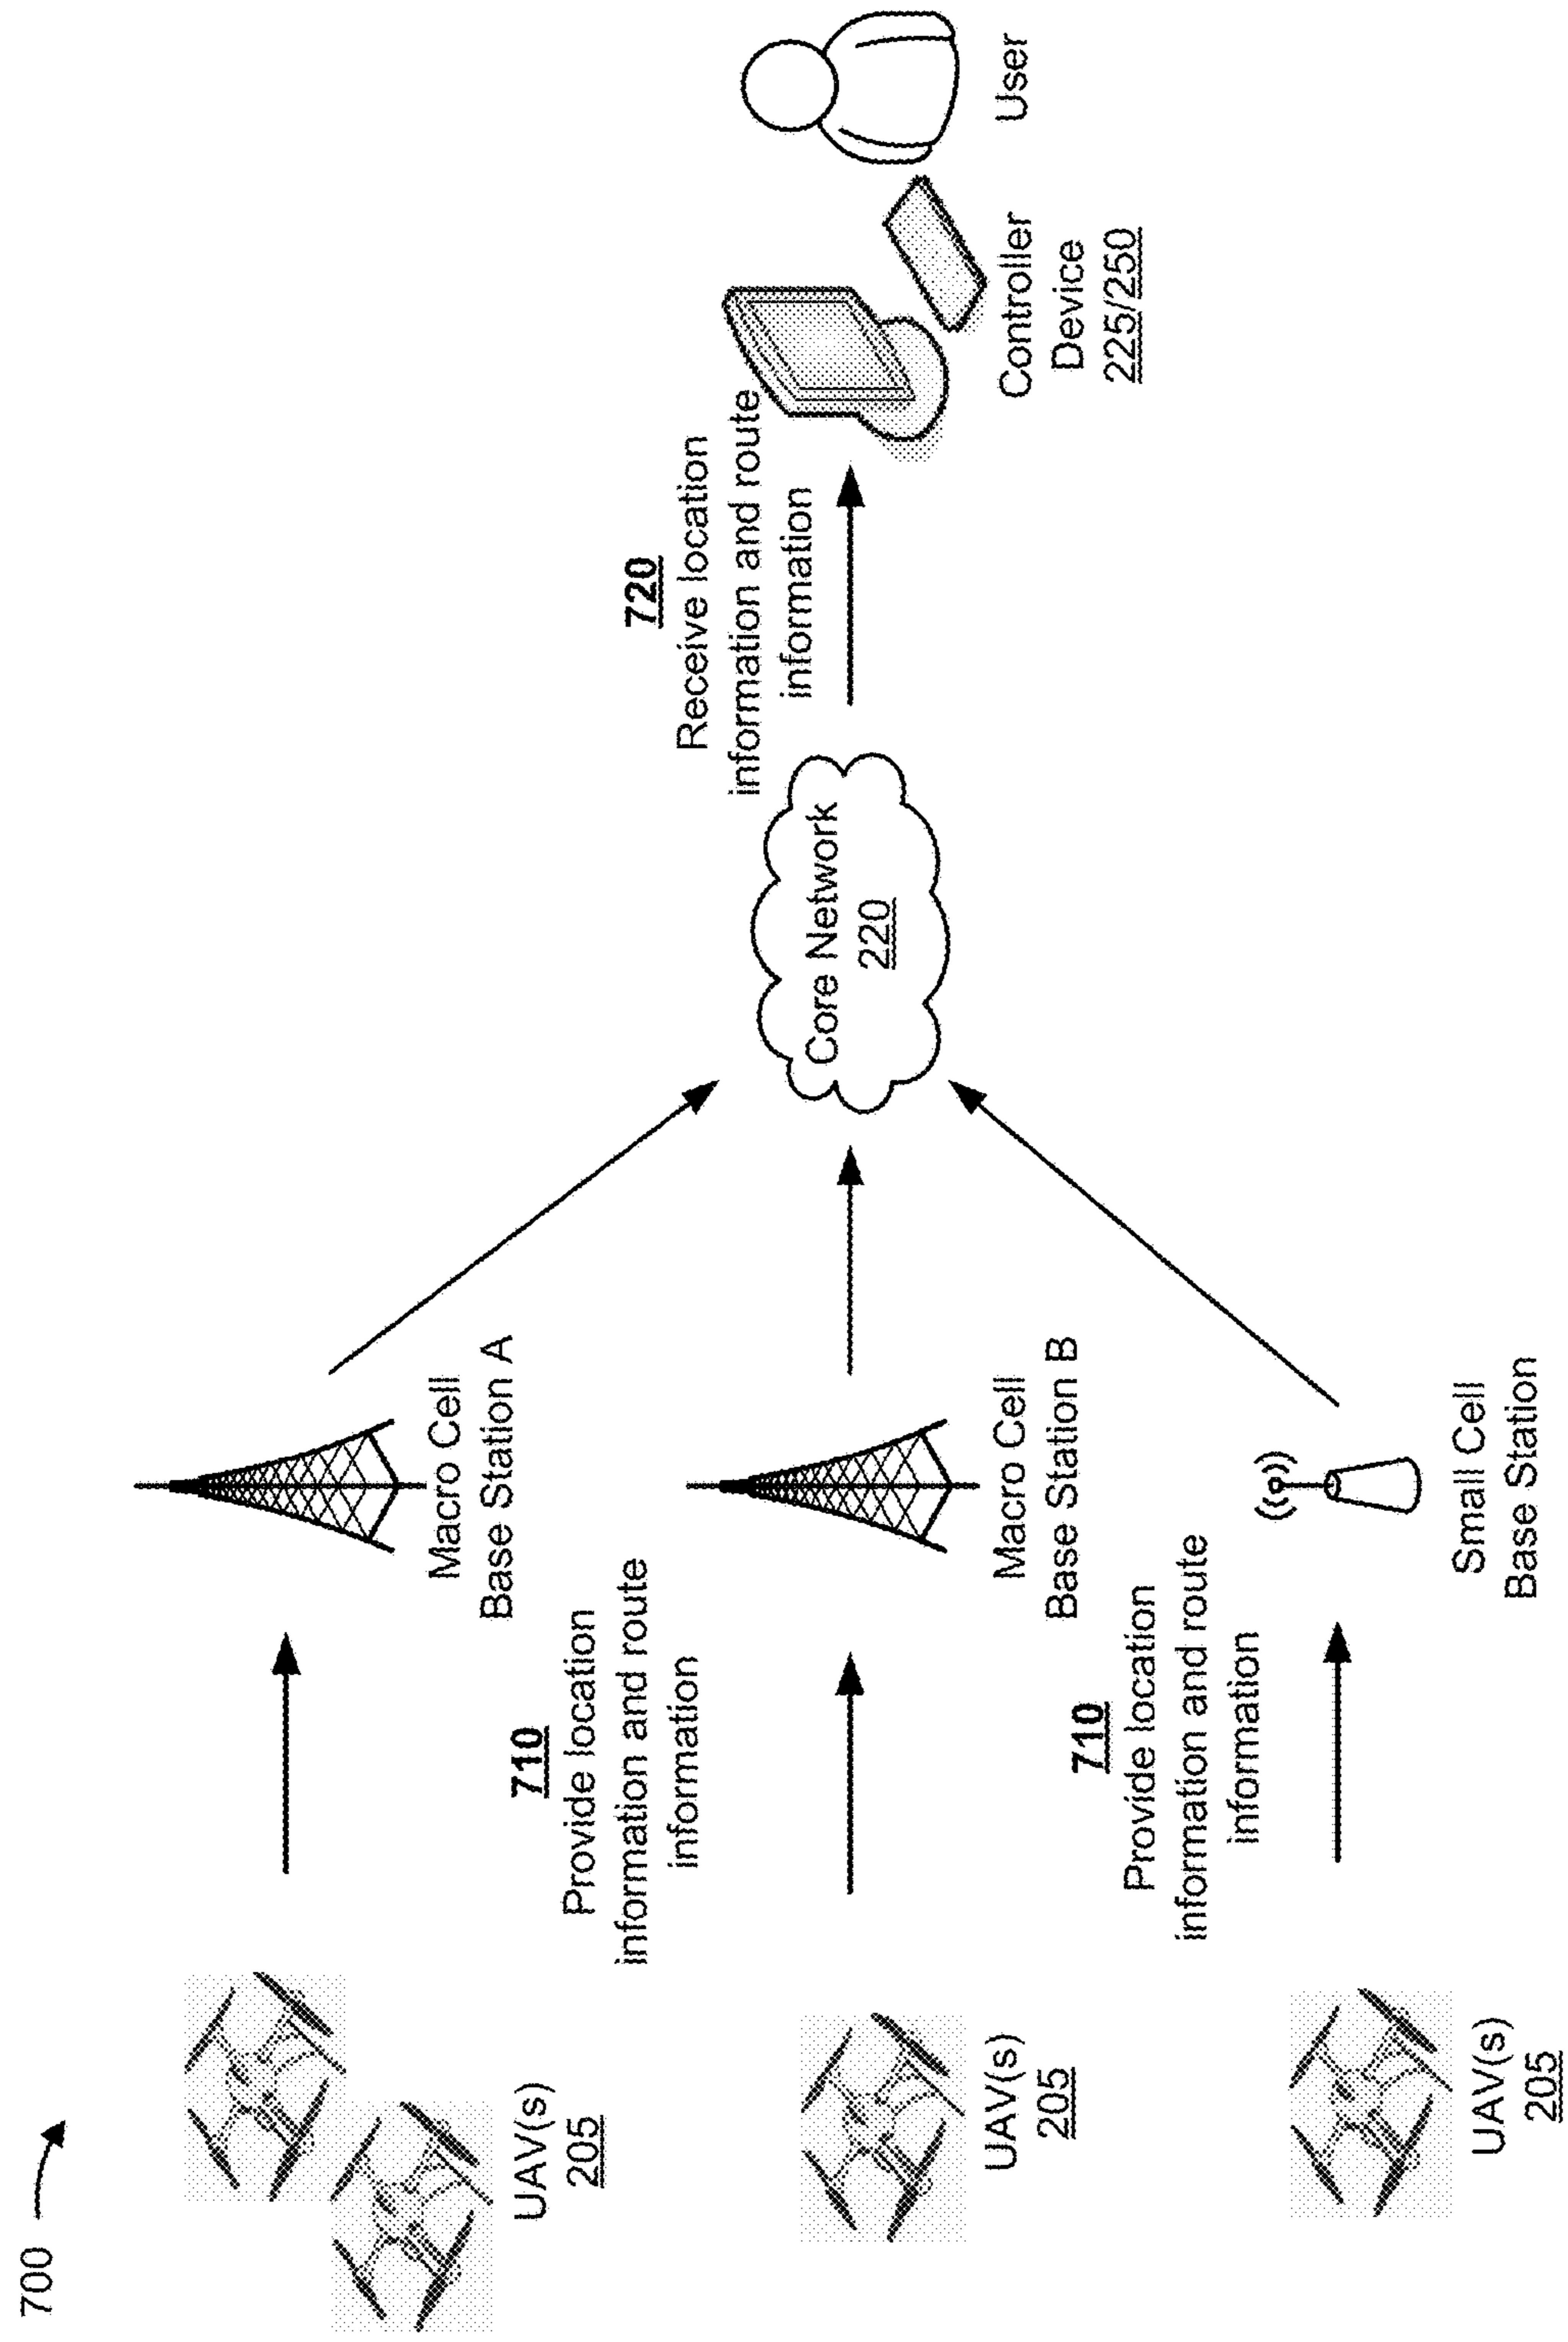 700
UAV(s)
205
Macro Cell
Base Station A
710
Provide location
information and route
information
UAV(s)
205
Macro Cell
Base Station B
710
Provide location
information and route
information
UAV(s)
205
Small Cell
Base Station
Core Network
220
720
Receive location
information and route
information
Controller
Device
225/250
User